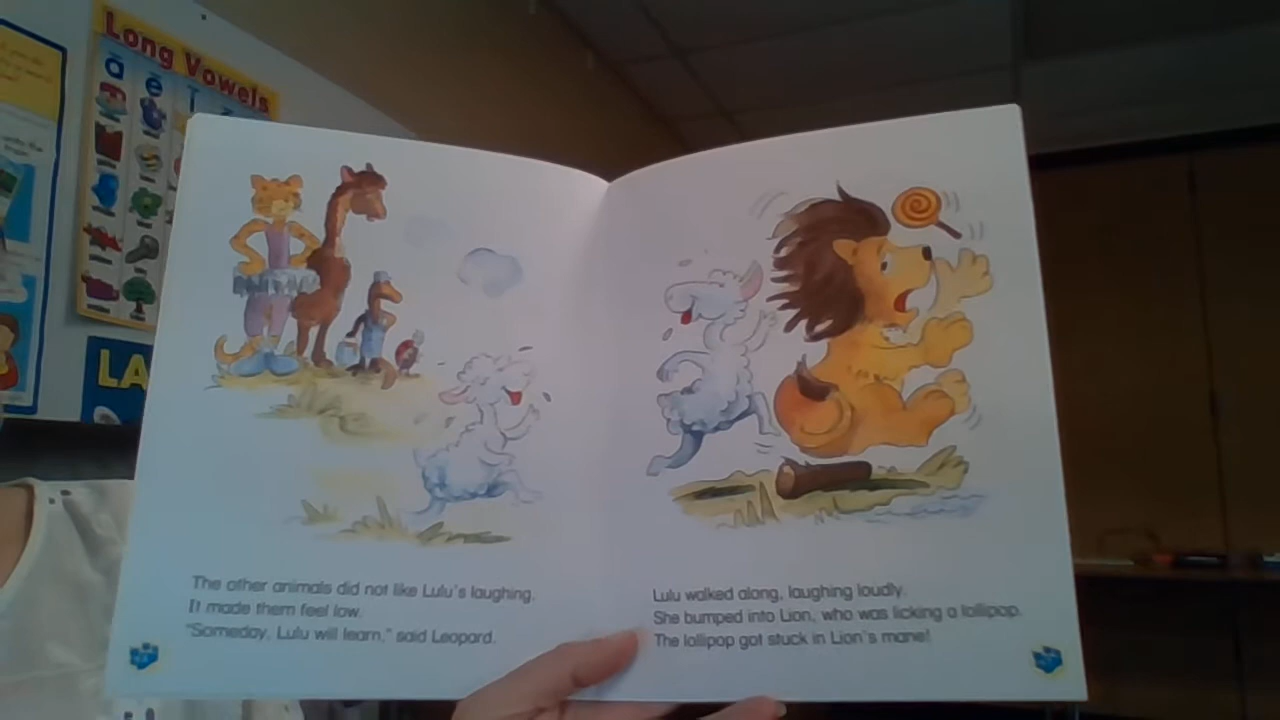 Long Vowels
ā
ē
LA
The other animals did not like Lulu's laughing.
It made them feel low.
"Someday, Lulu will learn," said Leopard.
Lulu walked along, laughing loudly.
She bumped into Lion, who was licking a lollipop.
The lollipop got stuck in Lion's mane!